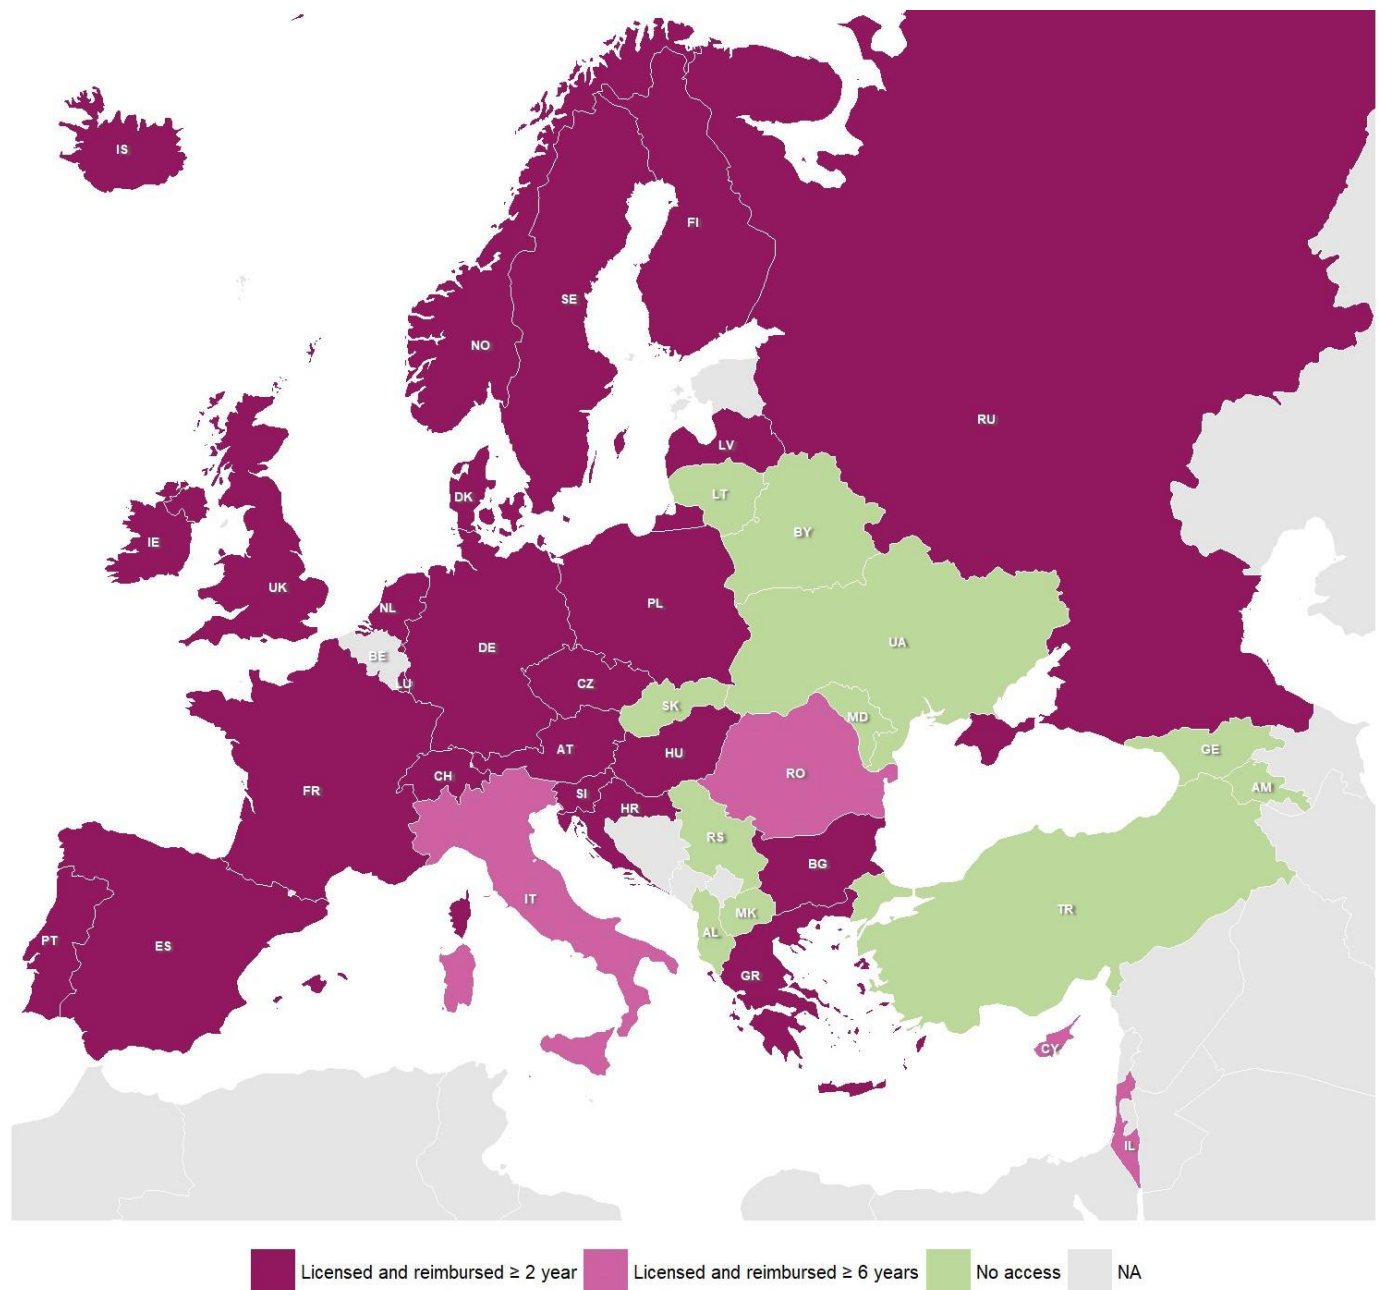 IS
FI
SE
NO
RU
LV
DK
LT
BY
IE
UK
NL
PL
BE
DE
UA
LU
CZ
SK
MD
AT
HU
GE
CH
RO
AM
FR
SI
HR
RS
BG
IT
MK
TR
AL
PT
ES
GR
CY
IL
Licensed and reimbursed ≥ 2 year
Licensed and reimbursed ≥ 6 years
No access
NA